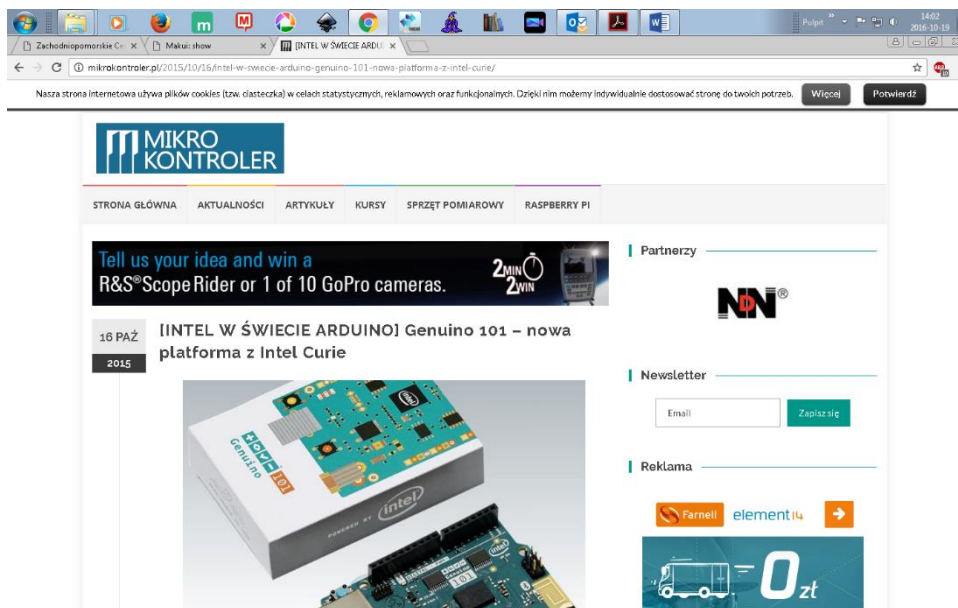 Pulpit
14:02
2016-10-19
Zachodniopomorskie Ce
Makui: show
[INTEL W ŚWIECIE ARDU
mikrokontroler.pl/2015/10/16/intel-w-swiecie-arduino-genuino-101-nowa-platforma-z-intel-curie/
Nasza strona internetowa używa plików cookies (tzw. ciasteczka) w celach statystycznych, reklamowych oraz funkcjonalnych. Dzięki nim możemy indywidualnie dostosować stronę do twoich potrzeb.
Więcej
Potwierdź
MIKRO
KONTROLER
STRONA GŁÓWNA AKTUALNOŚCI ARTYKUŁY KURSY SPRZĘT POMIAROWY RASPBERRY PI
Tell us your idea and win a
R&S®Scope Rider or 1 of 10 GoPro cameras.
2MIN
2WIN
16 PAŹ
2015
[INTEL W ŚWIECIE ARDUINO] Genuino 101 – nowa
platforma z Intel Curie
Genuino
101
POWERED BY intel
intel
101
Partnerzy
NDN®
Newsletter
Email
Zapisz się
Reklama
Farnell element14
= 0 zł